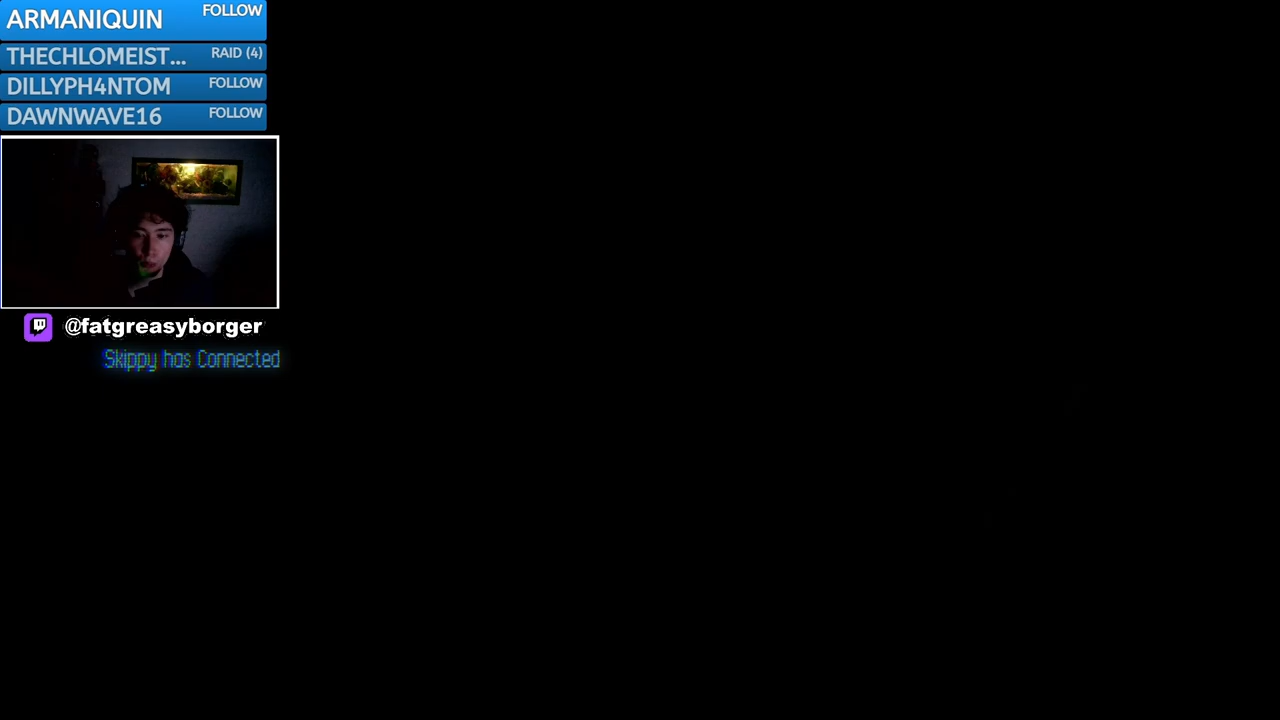 ARMANIQUIN FOLLOW
THECHLOMEIST... RAID (4)
DILLYPH4NTOM FOLLOW
DAWNWAVE16 FOLLOW
@fatgreasyborger
Skippy has Connected